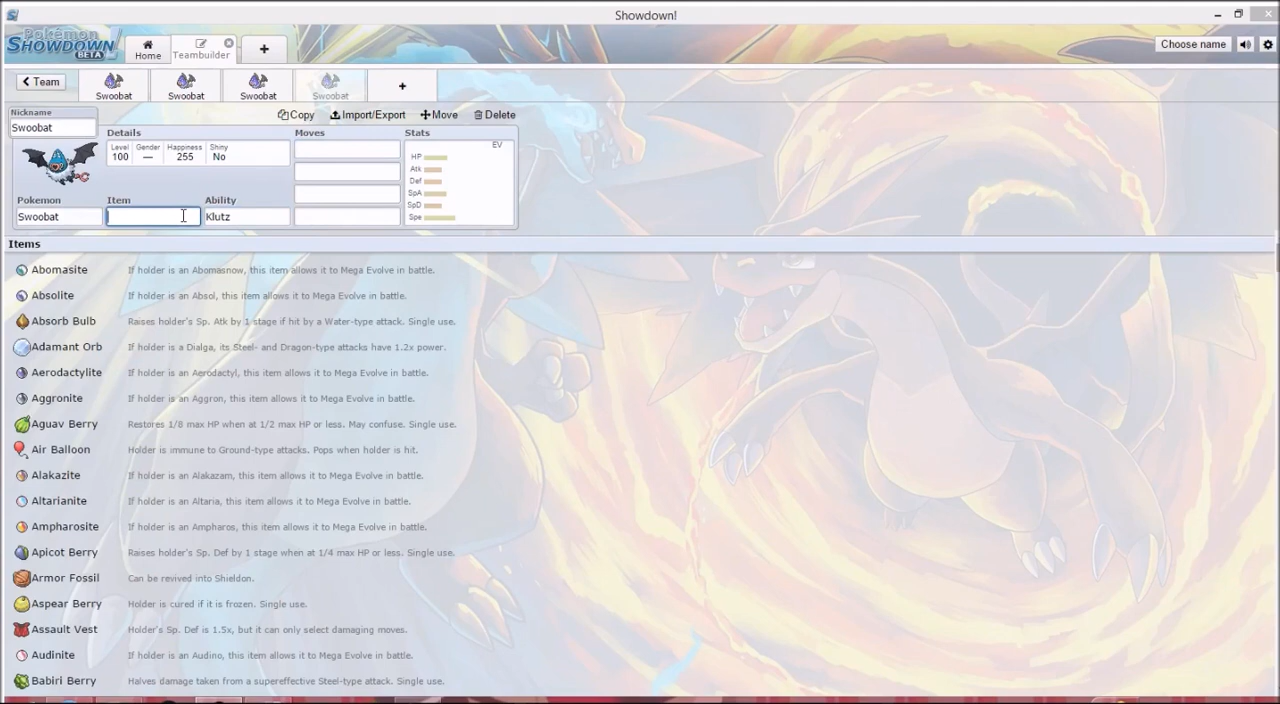 Showdown!
Pokémon
SHOWDOWN!
BETA
Home
Teambuilder
+
Choose name
< Team
Swoobat
Swoobat
Swoobat
Swoobat
+
Nickname
Swoobat
Copy
Import/Export
Move
Delete
Details
Moves
Stats
Level
Gender
Happiness
Shiny
100
—
255
No
EV
HP
Atk
Def
SpA
SpD
Spe
Pokemon
Item
Ability
Swoobat
Klutz
Items
Abomasite If holder is an Abomasnow, this item allows it to Mega Evolve in battle.
Absolite If holder is an Absol, this item allows it to Mega Evolve in battle.
Absorb Bulb Raises holder's Sp. Atk by 1 stage if hit by a Water-type attack. Single use.
Adamant Orb If holder is a Dialga, its Steel- and Dragon-type attacks have 1.2x power.
Aerodactylite If holder is an Aerodactyl, this item allows it to Mega Evolve in battle.
Aggronite If holder is an Aggron, this item allows it to Mega Evolve in battle.
Aguav Berry Restores 1/8 max HP when at 1/2 max HP or less. May confuse. Single use.
Air Balloon Holder is immune to Ground-type attacks. Pops when holder is hit.
Alakazite If holder is an Alakazam, this item allows it to Mega Evolve in battle.
Altarianite If holder is an Altaria, this item allows it to Mega Evolve in battle.
Ampharosite If holder is an Ampharos, this item allows it to Mega Evolve in battle.
Apicot Berry Raises holder's Sp. Def by 1 stage when at 1/4 max HP or less. Single use.
Armor Fossil Can be revived into Shieldon.
Aspear Berry Holder is cured if it is frozen. Single use.
Assault Vest Holder's Sp. Def is 1.5x, but it can only select damaging moves.
Audinite If holder is an Audino, this item allows it to Mega Evolve in battle.
Babiri Berry Halves damage taken from a supereffective Steel-type attack. Single use.